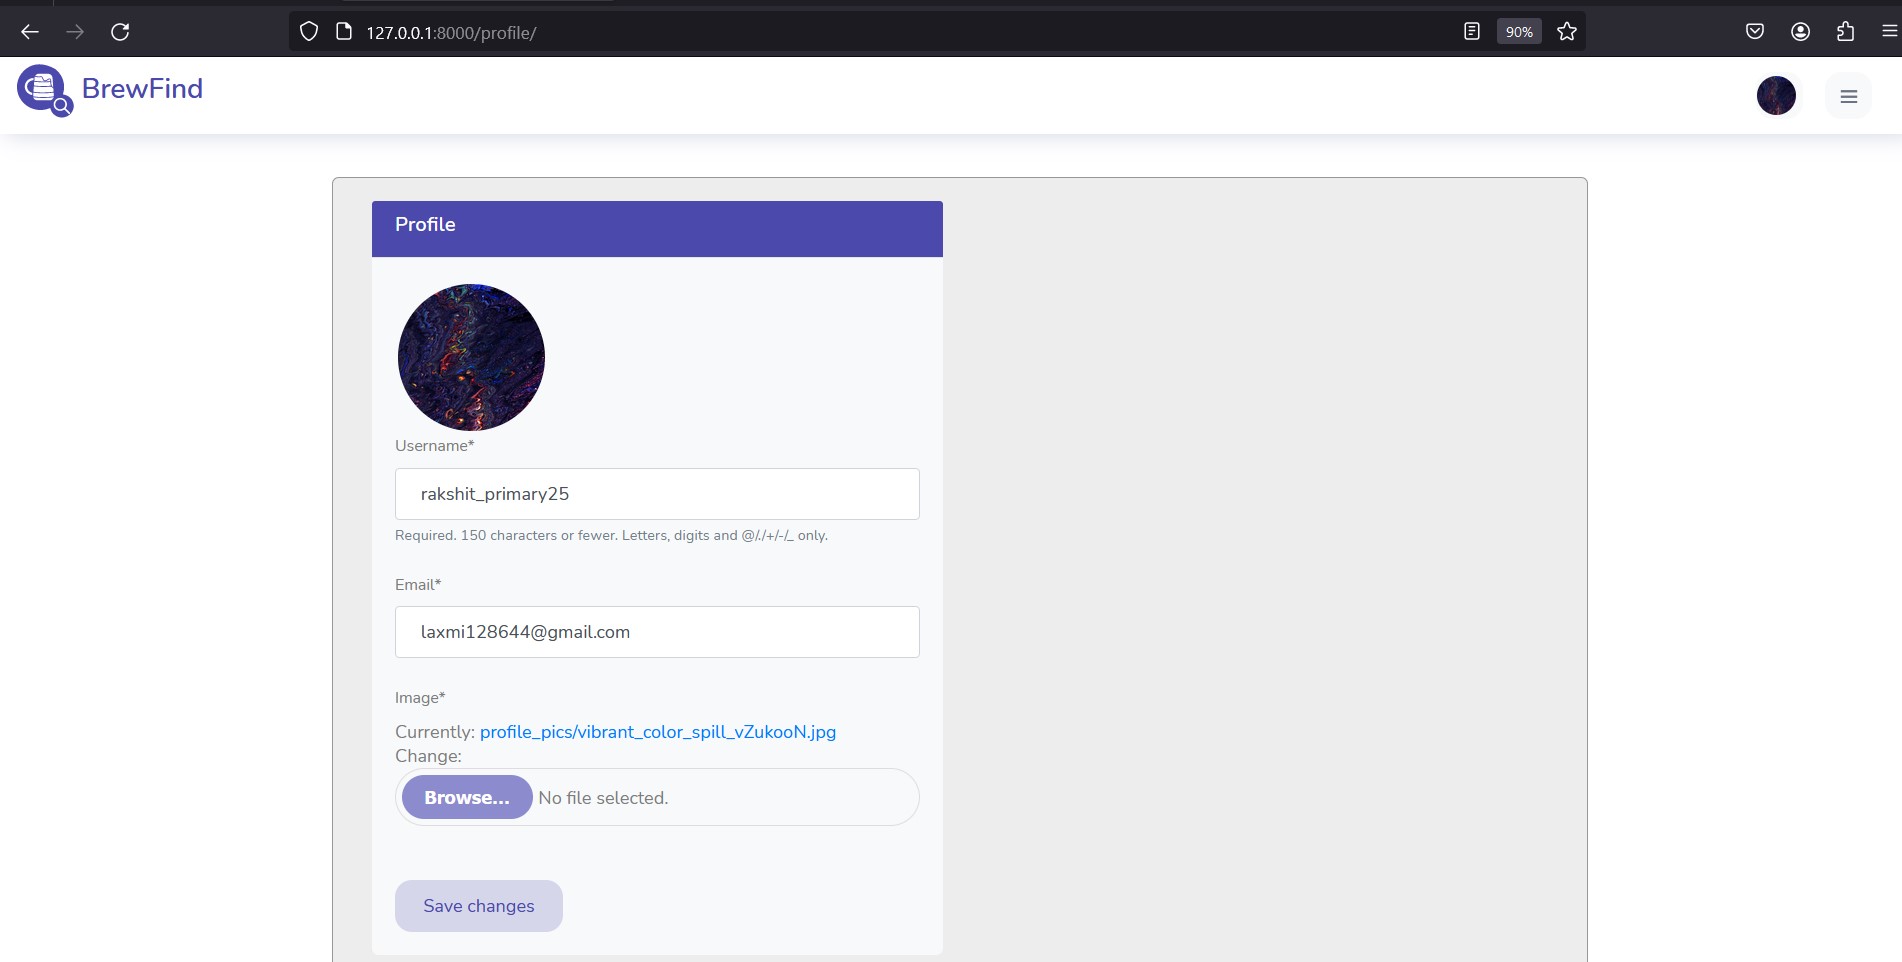 127.0.0.1:8000/profile/
90%
BrewFind
Profile
Username*
rakshit_primary25
Required. 150 characters or fewer. Letters, digits and @/./+/-/_ only.
Email*
laxmi128644@gmail.com
Image*
Currently: profile_pics/vibrant_color_spill_vZukooN.jpg
Change:
Browse... No file selected.
Save changes